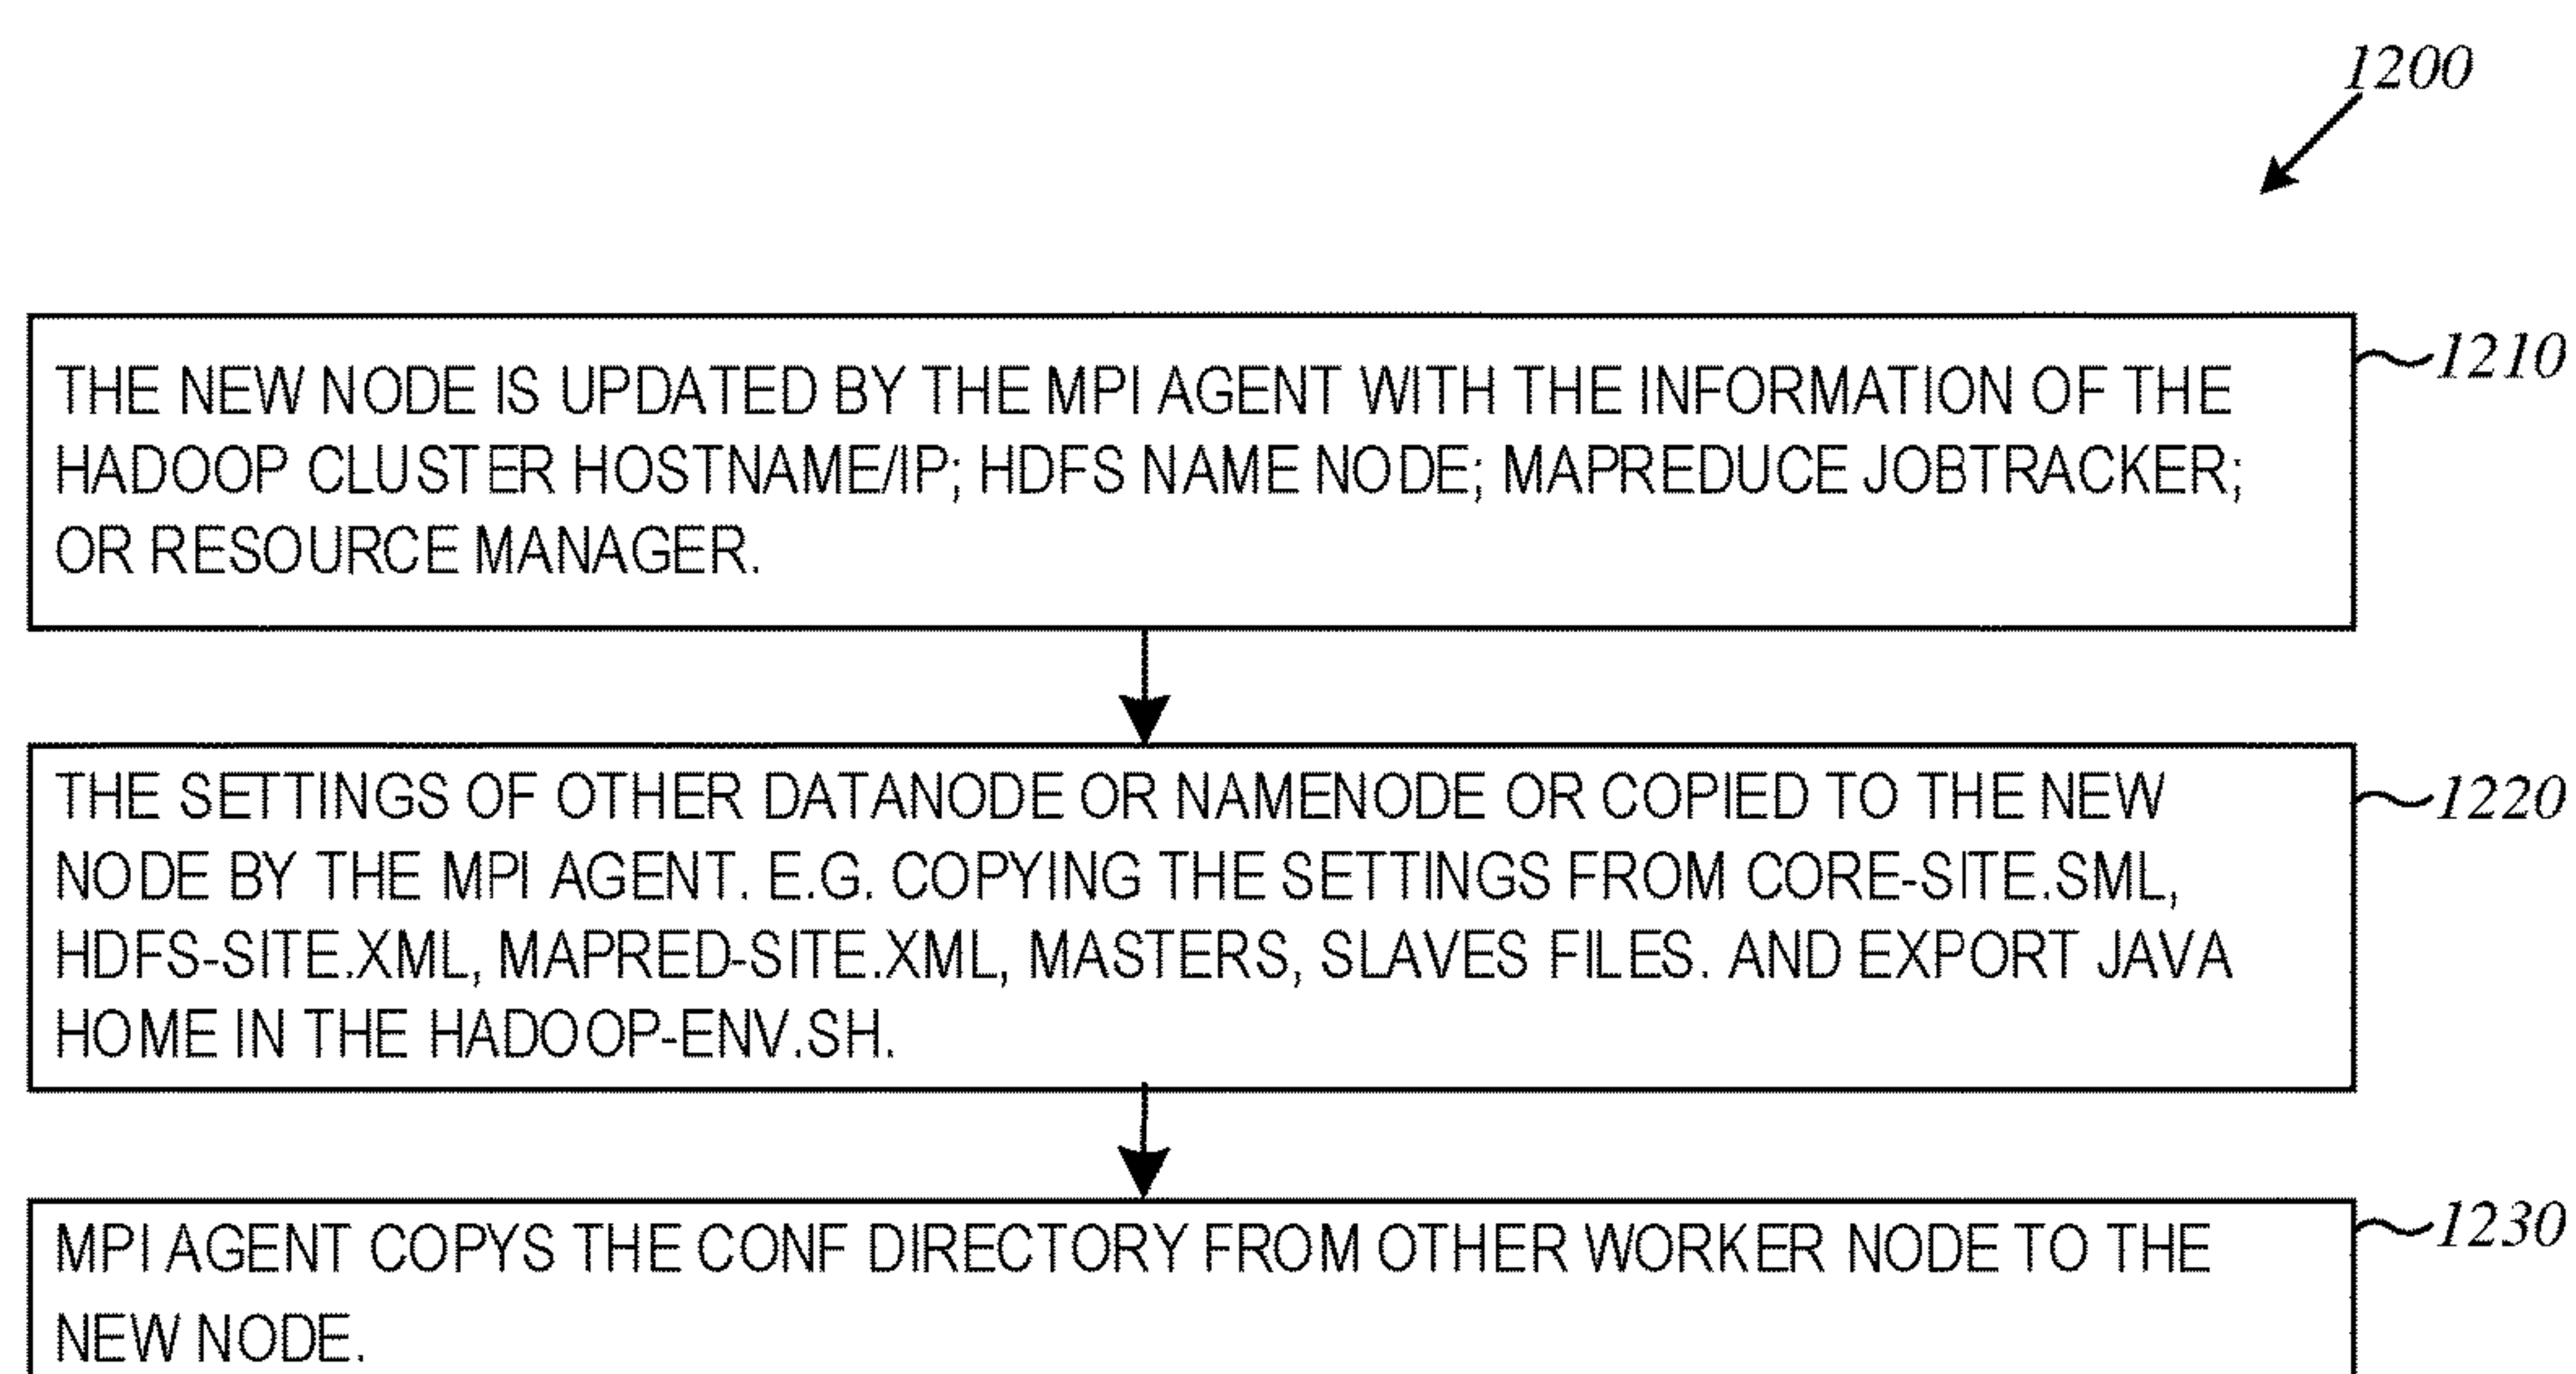 1200
THE NEW NODE IS UPDATED BY THE MPI AGENT WITH THE INFORMATION OF THE
1210
HADOOP CLUSTER HOSTNAME/IP; HDFS NAME NODE; MAPREDUCE JOBTRACKER;
OR RESOURCE MANAGER.
THE SETTINGS OF OTHER DATANODE OR NAMENODE OR COPIED TO THE NEW
1220
NODE BY THE MPI AGENT. E.G. COPYING THE SETTINGS FROM CORE-SITE.SML,
HDFS-SITE.XML, MAPRED-SITE.XML, MASTERS, SLAVES FILES. AND EXPORT JAVA
HOME IN THE HADOOP-ENV.SH.
MPI AGENT COPYS THE CONF DIRECTORY FROM OTHER WORKER NODE TO THE
1230
NEW NODE.